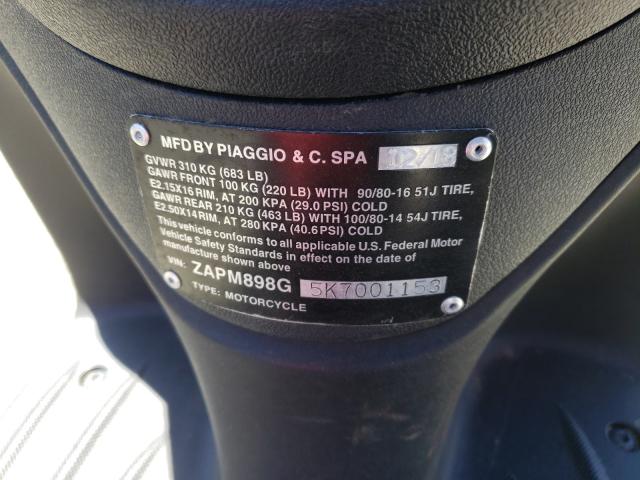 MFD BY PIAGGIO & C. SPA 02/19
GVWR 310 KG (683 LB)
GAWR FRONT 100 KG (220 LB) WITH 90/80-16 51J TIRE,
E2.15X16 RIM, AT 200 KPA (29.0 PSI) COLD
GAWR REAR 210 KG (463 LB) WITH 100/80-14 54J TIRE,
E2.50X14 RIM, AT 280 KPA (40.6 PSI) COLD
This vehicle conforms to all applicable U.S. Federal Motor
Vehicle Safety Standards in effect on the date of
manufacture shown above
VIN: ZAPM898G 5K7001153
TYPE: MOTORCYCLE